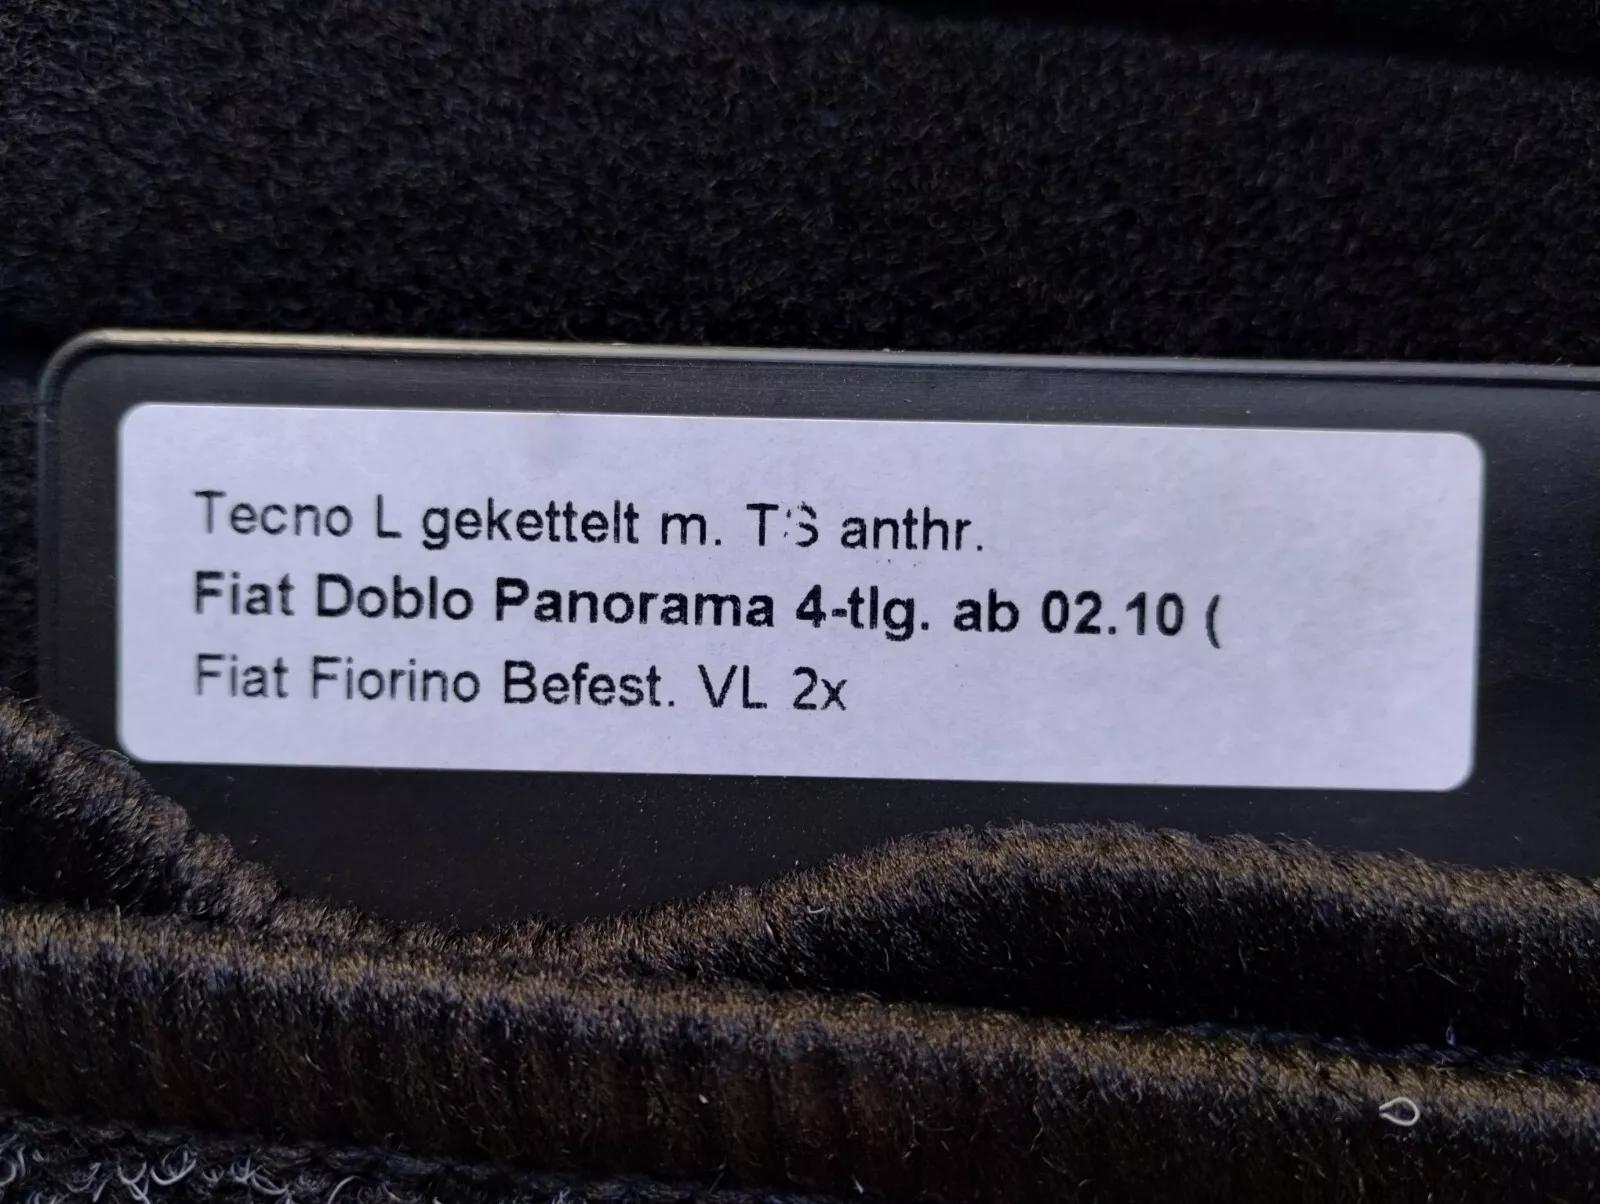 Tecno L gekettelt m. TS anthr.
Fiat Doblo Panorama 4-tlg. ab 02.10 (
Fiat Fiorino Befest. VL 2x